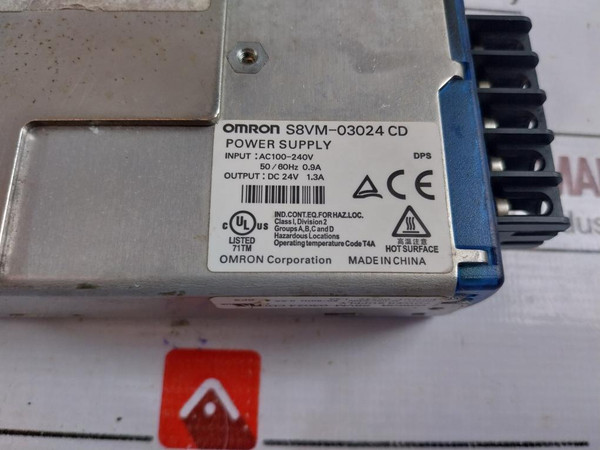 OMRON S8VM-03024 CD
POWER SUPPLY
INPUT : AC100-240V DPS
50/60Hz 0.9A
OUTPUT : DC 24V 1.3A
IND.CONT.EQ.FOR HAZ.LOC.
Class I, Division 2
Groups A,B,C and D
Hazardous Locations
Operating temperature Code T4A
C UL US
LISTED
71TM
CE
高温注意
HOT SURFACE
OMRON Corporation MADE IN CHINA